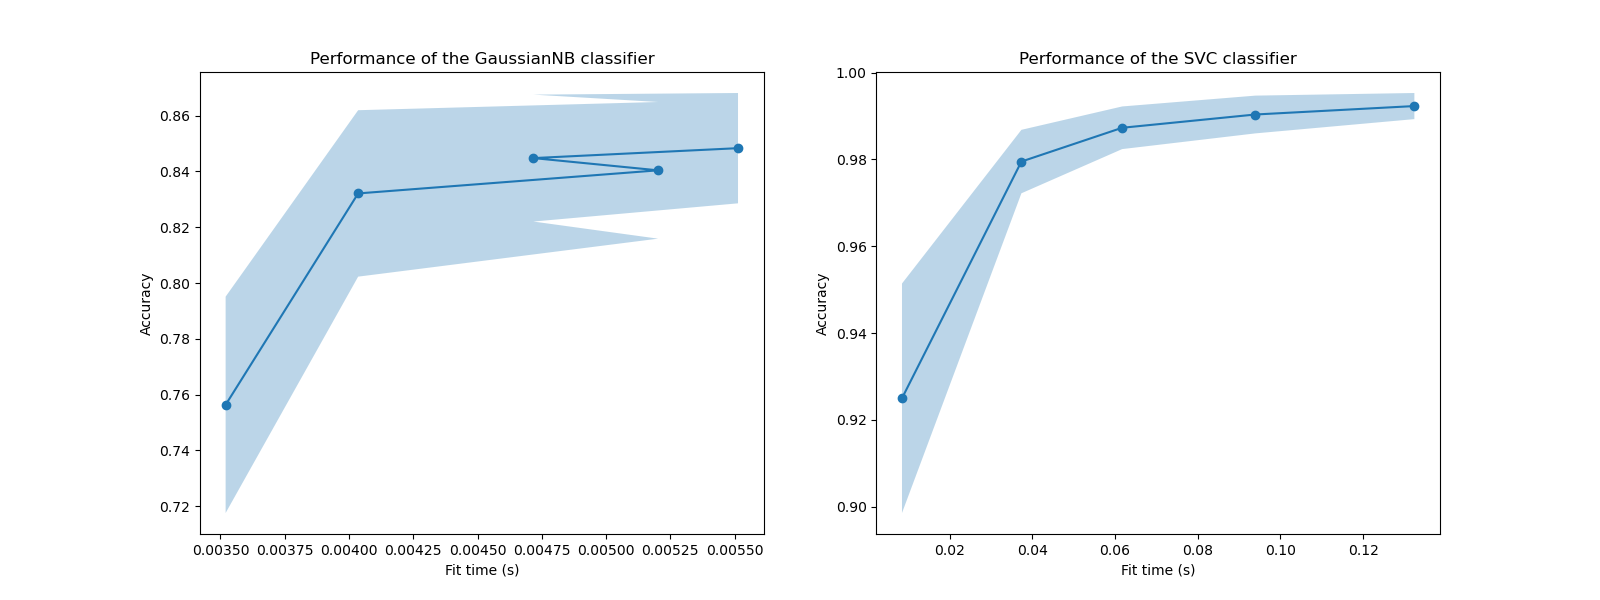 Performance of the GaussianNB classifier
0.86
0.84
0.82
0.80
0.78
0.76
0.74
0.72
Accuracy
0.00350 0.00375 0.00400 0.00425 0.00450 0.00475 0.00500 0.00525 0.00550
Fit time (s)
Performance of the SVC classifier
1.00
0.98
0.96
0.94
0.92
0.90
Accuracy
0.02 0.04 0.06 0.08 0.10 0.12
Fit time (s)